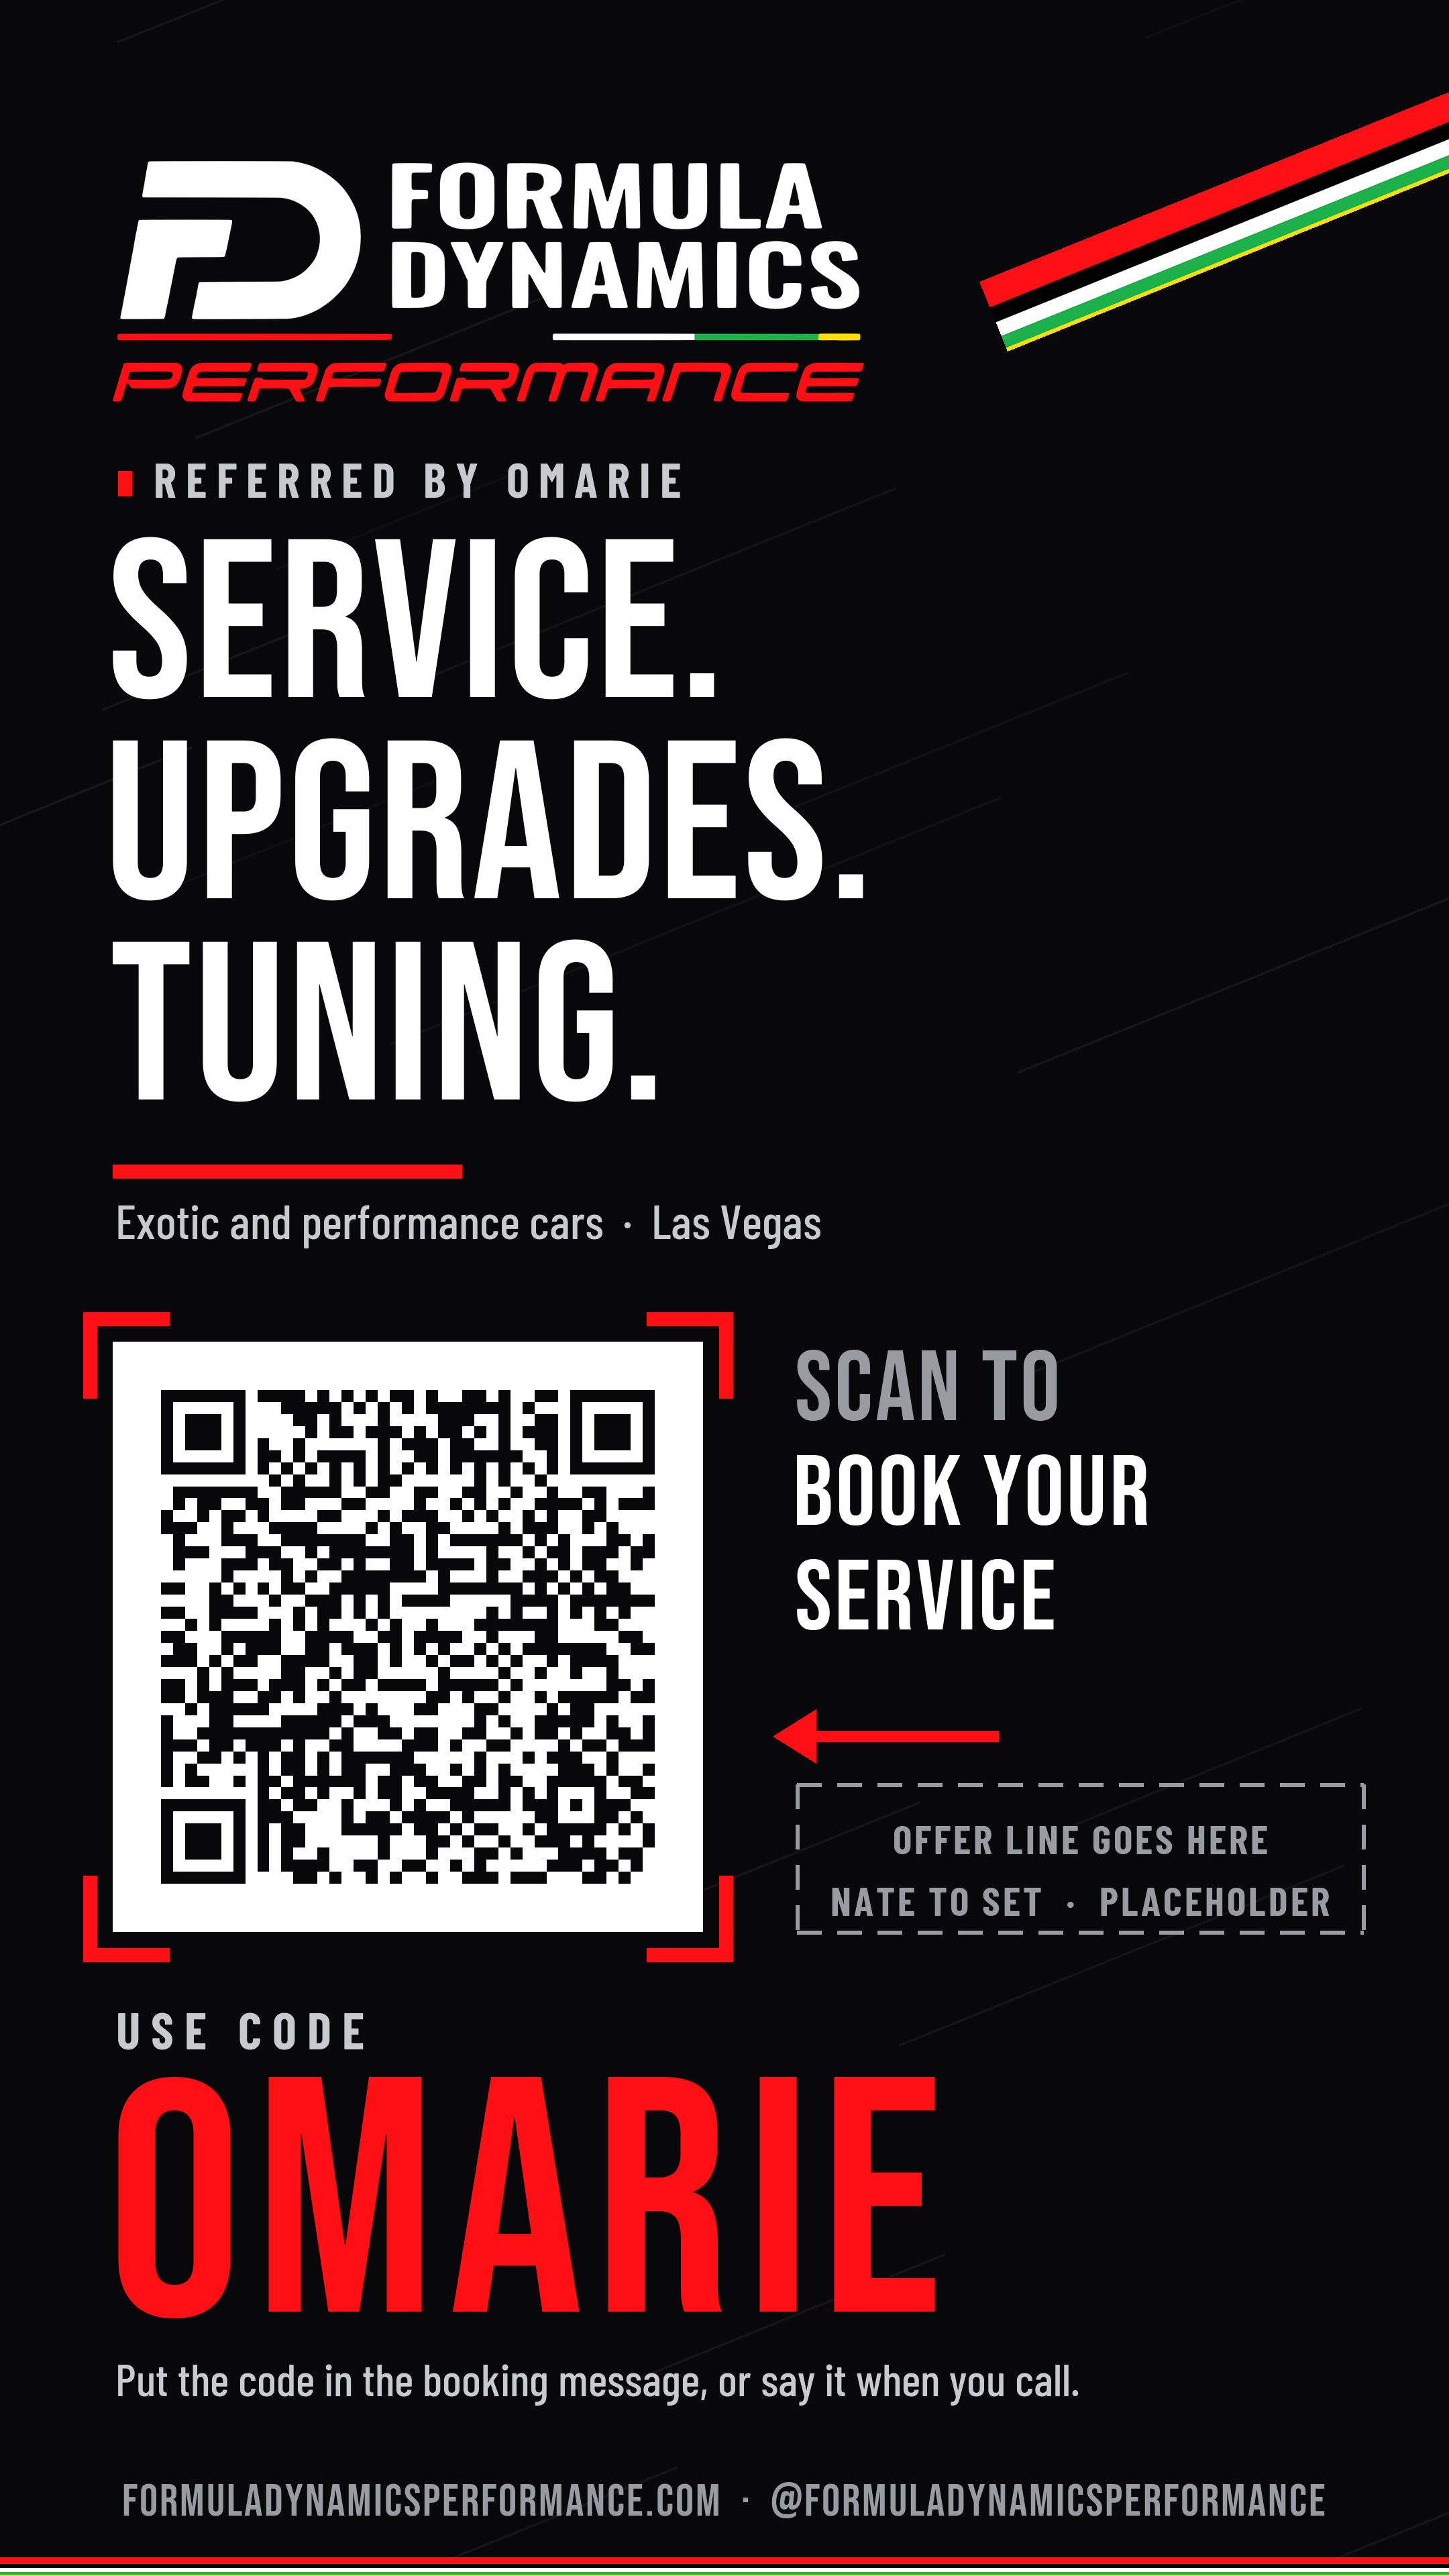 FD FORMULA
DYNAMICS
PERFORMANCE
REFERRED BY OMARIE
SERVICE.
UPGRADES.
TUNING.
Exotic and performance cars · Las Vegas
SCAN TO
BOOK YOUR
SERVICE
OFFER LINE GOES HERE
NATE TO SET · PLACEHOLDER
USE CODE
OMARIE
Put the code in the booking message, or say it when you call.
FORMULADYNAMICSPERFORMANCE.COM · @FORMULADYNAMICSPERFORMANCE